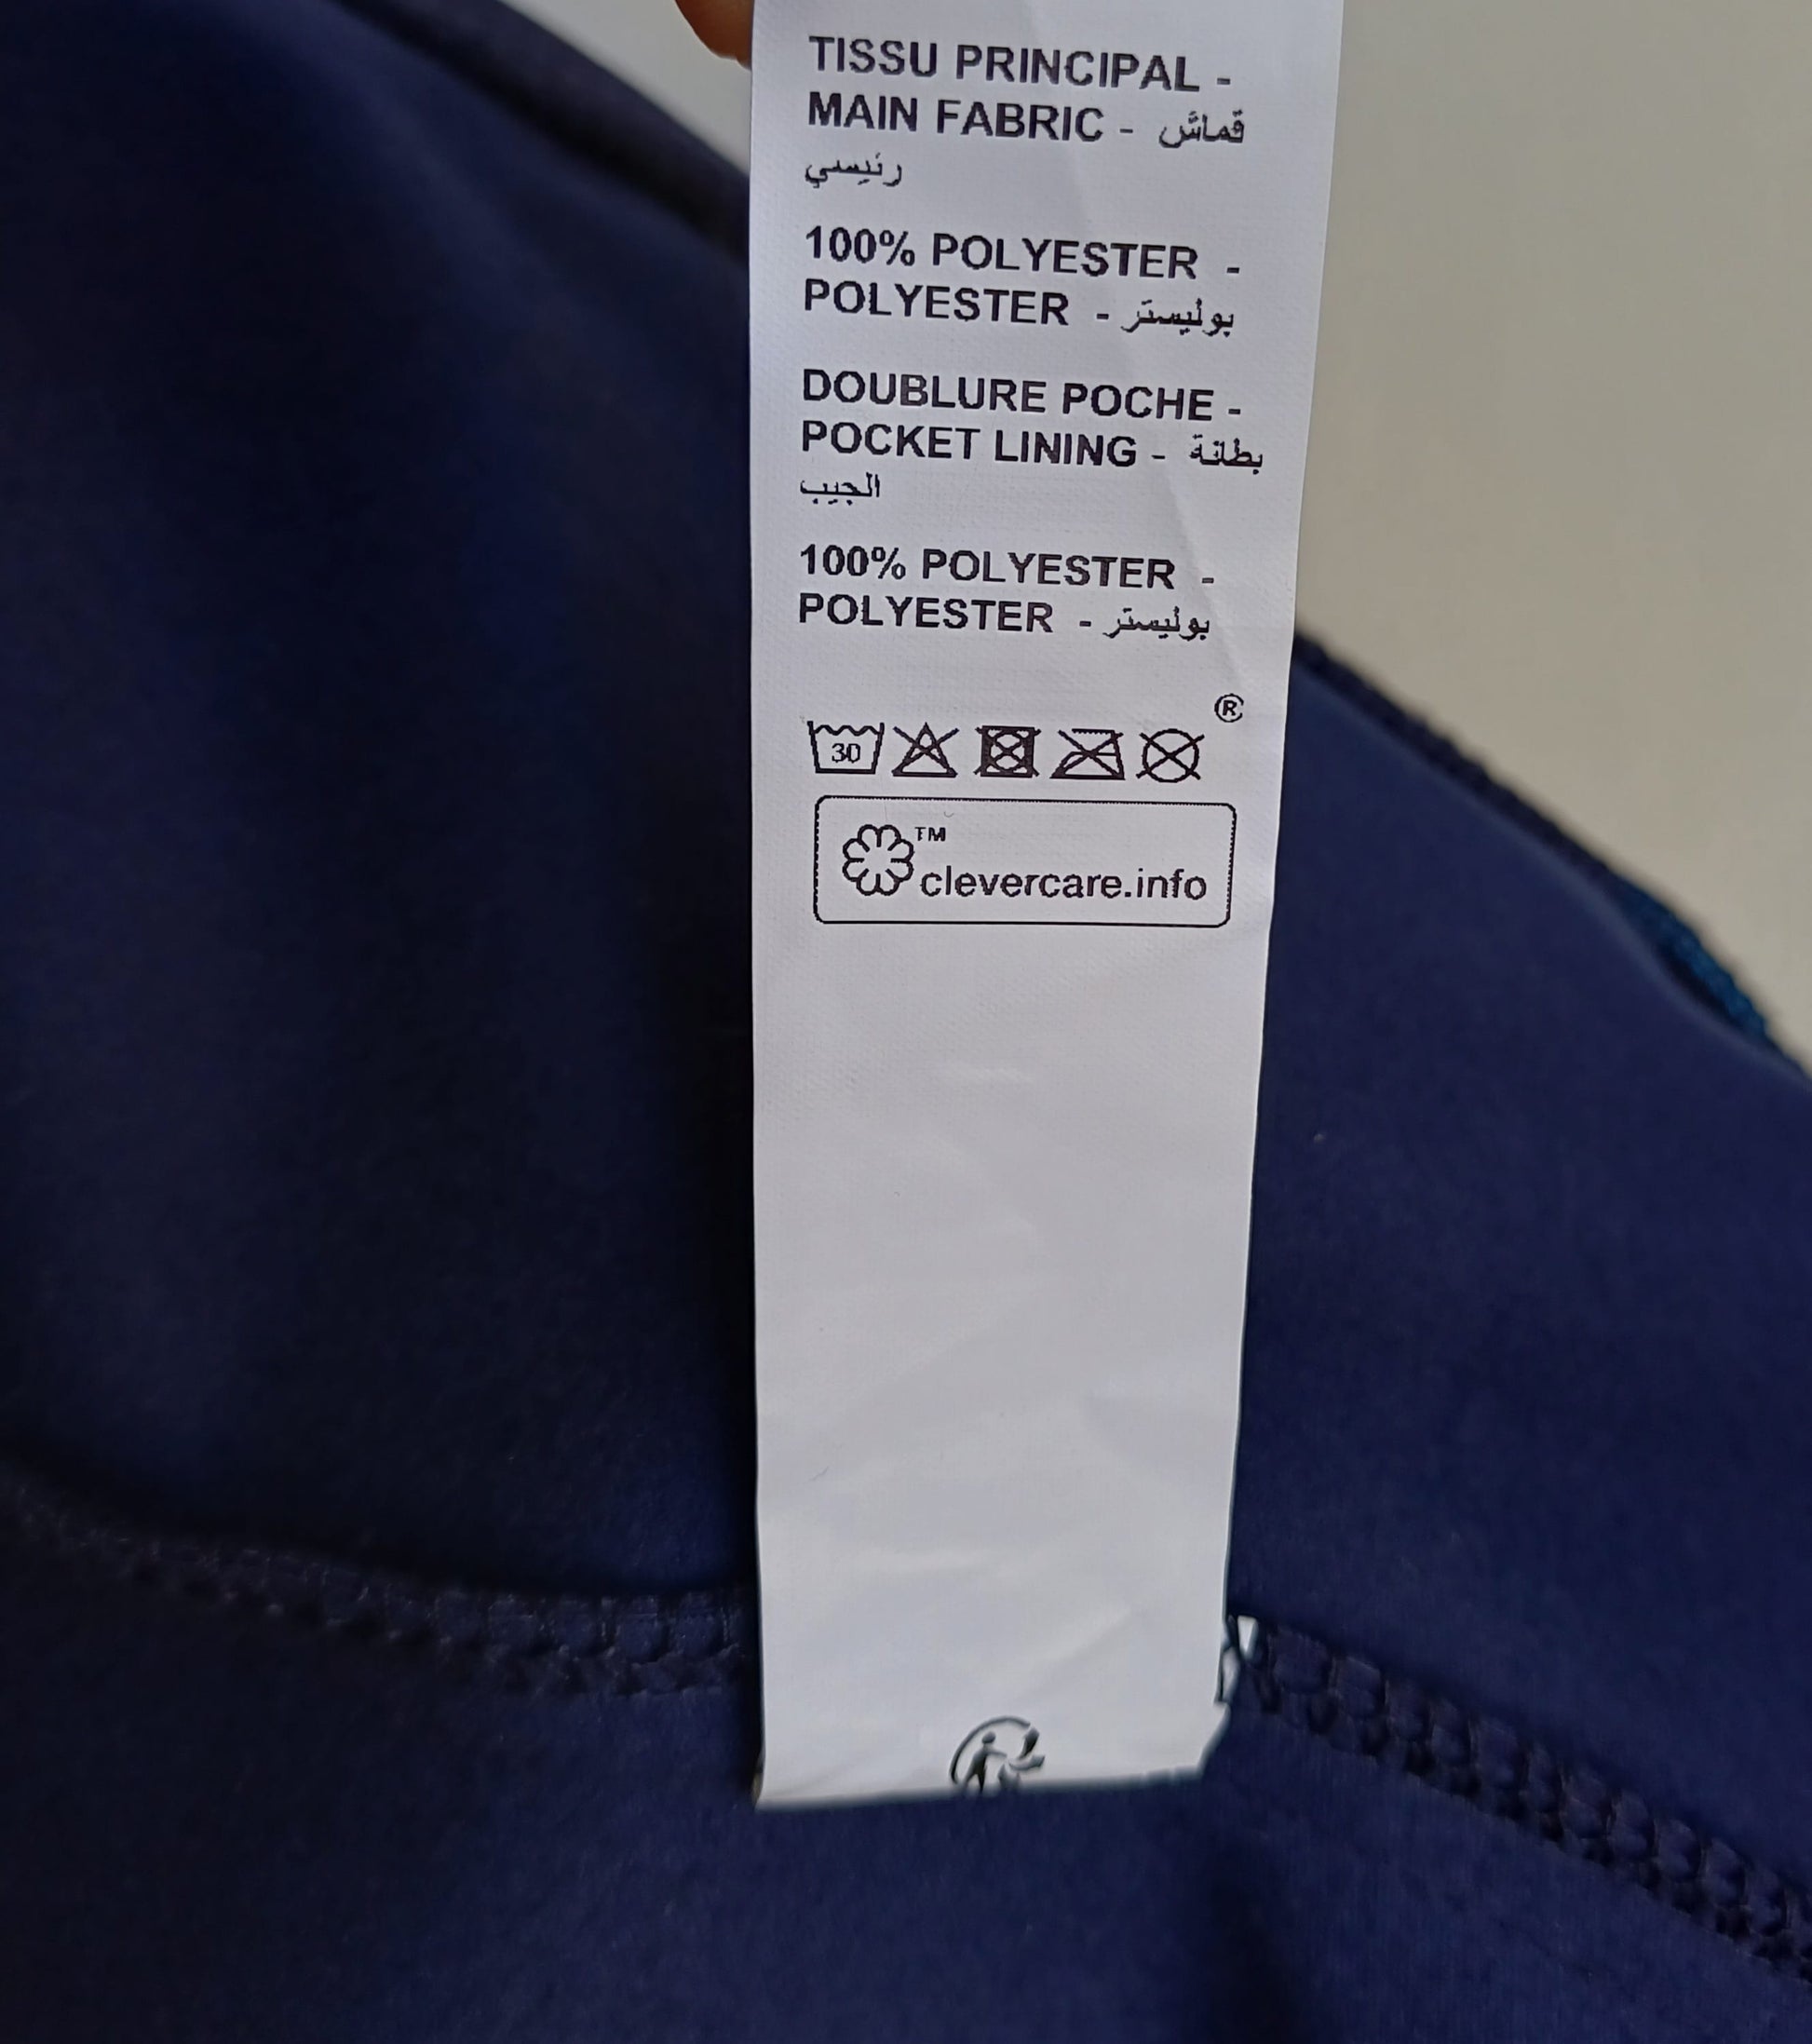 TISSU PRINCIPAL -
MAIN FABRIC - قماش
رئيسي
100% POLYESTER -
POLYESTER - بوليستر
DOUBLURE POCHE -
POCKET LINING - بطانة
الجيب
100% POLYESTER -
POLYESTER - بوليستر
®
30
TM
clevercare.info